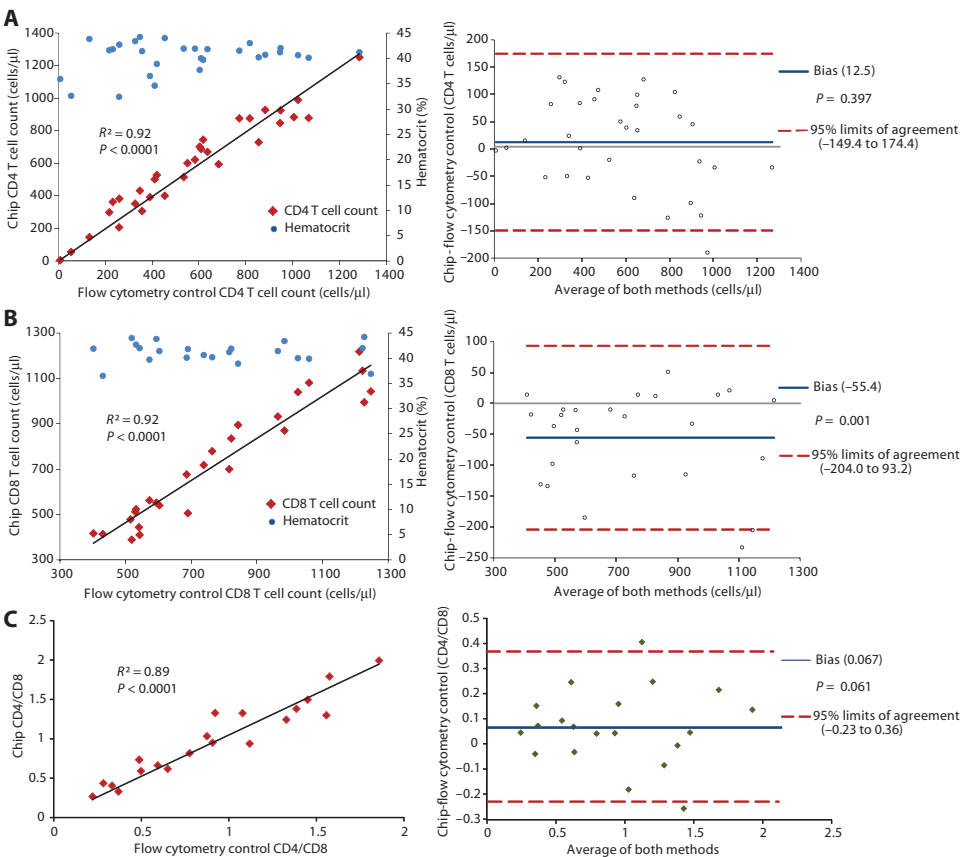 A
1400
1200
1000
800
600
400
200
0
Chip CD4 T cell count (cells/µl)
R² = 0.92
P < 0.0001
CD4 T cell count
Hematocrit
45
40
35
30
25
20
15
10
5
0
Hematocrit (%)
0 200 400 600 800 1000 1200 1400
Flow cytometry control CD4 T cell count (cells/µl)
200
150
100
50
0
−50
−100
−150
−200
Chip - flow cytometry control (CD4 T cells/µl)
0 200 400 600 800 1000 1200 1400
Average of both methods (cells/µl)
Bias (12.5)
P = 0.397
95% limits of agreement
(−149.4 to 174.4)
B
1300
1100
900
700
500
300
Chip CD8 T cell count (cells/µl)
R² = 0.92
P < 0.0001
CD8 T cell count
Hematocrit
45
40
35
30
25
20
15
10
5
0
Hematocrit (%)
300 500 700 900 1100 1300
Flow cytometry control CD8 T cell count (cells/µl)
100
50
0
−50
−100
−150
−200
−250
Chip - flow cytometry control (CD8 T cells/µl)
300 500 700 900 1100 1300
Average of both methods (cells/µl)
Bias (−55.4)
P = 0.001
95% limits of agreement
(−204.0 to 93.2)
C
2.5
2
1.5
1
0.5
0
Chip CD4/CD8
R² = 0.89
P < 0.0001
0 0.5 1 1.5 2
Flow cytometry control CD4/CD8
0.5
0.4
0.3
0.2
0.1
0
−0.1
−0.2
−0.3
Chip-flow cytometry control (CD4/CD8)
0 0.5 1 1.5 2 2.5
Average of both methods
Bias (0.067)
P = 0.061
95% limits of agreement
(−0.23 to 0.36)